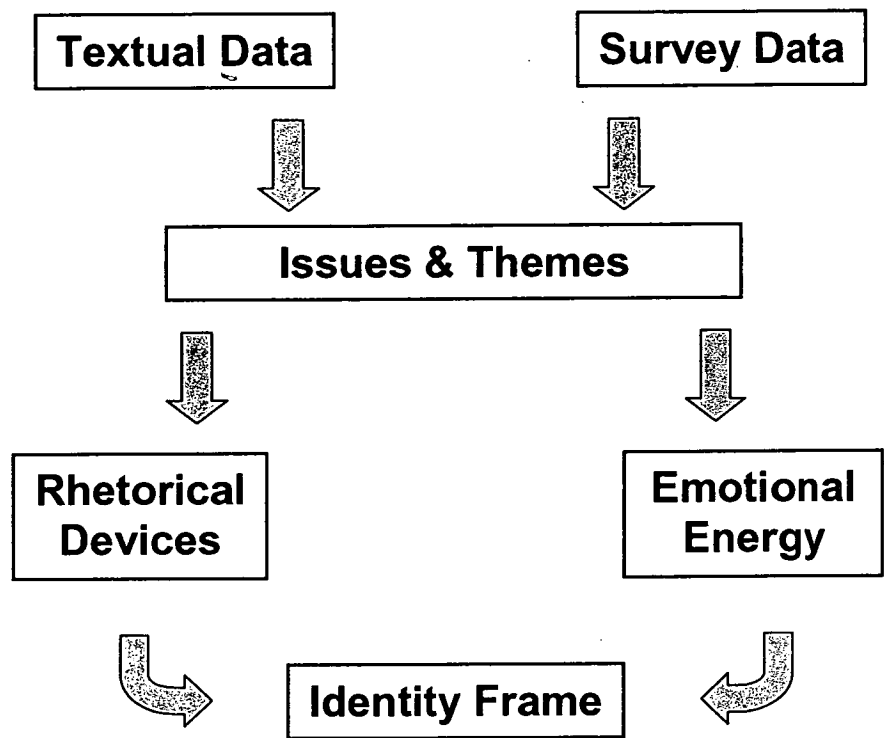 Textual Data
Survey Data
Issues & Themes
Rhetorical
Devices
Emotional
Energy
Identity Frame